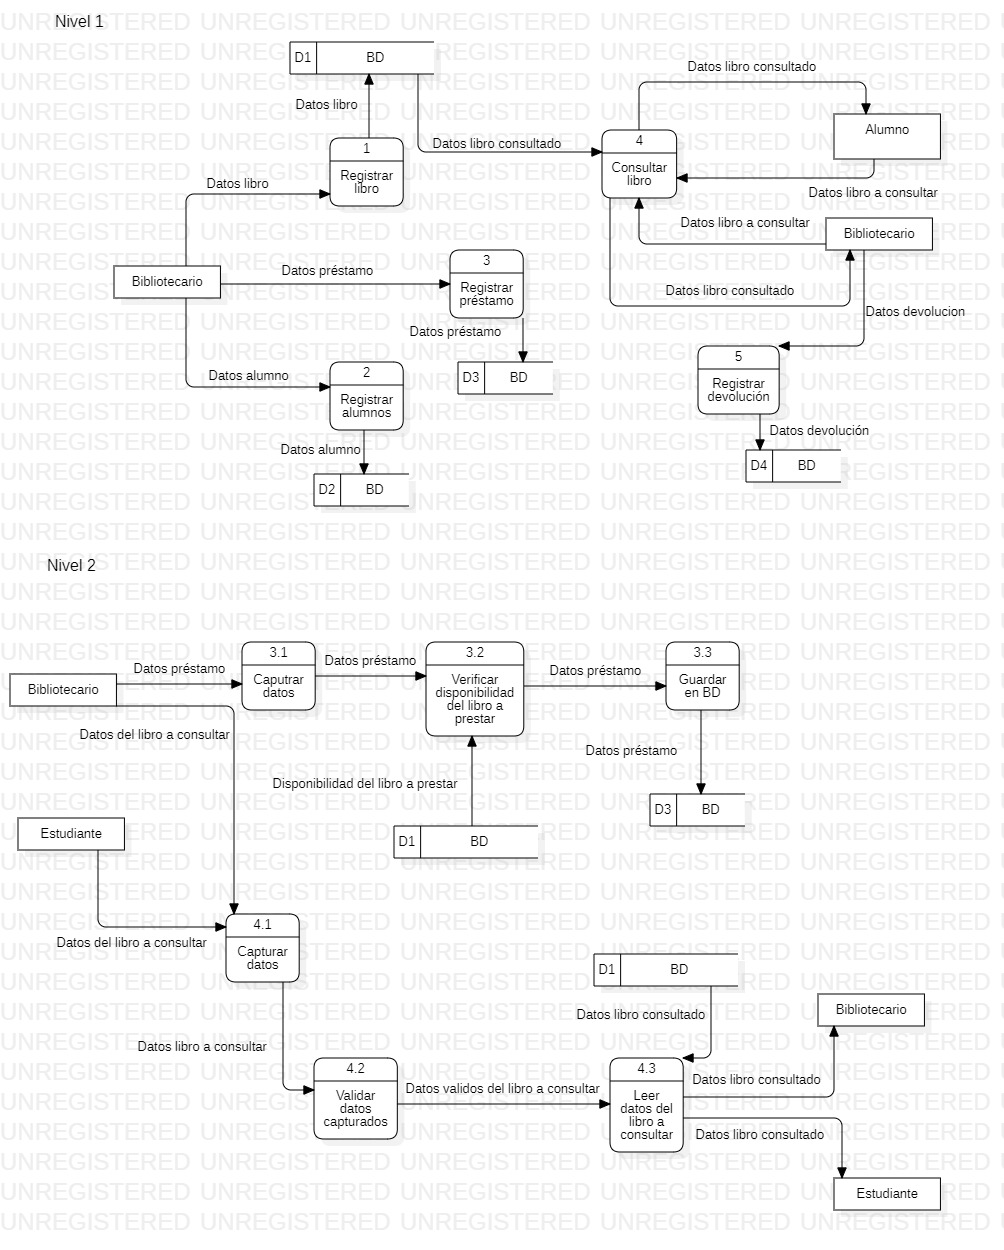 Nivel 1
D1
BD
Datos libro consultado
Datos libro
Alumno
1
Registrar
libro
Datos libro consultado
4
Consultar
libro
Datos libro
Datos libro a consultar
Datos libro a consultar
Bibliotecario
Bibliotecario
Datos préstamo
3
Registrar
préstamo
Datos libro consultado
Datos devolucion
Datos préstamo
D3
BD
5
Registrar
devolución
Datos alumno
2
Registrar
alumnos
Datos alumno
D2
BD
Datos devolución
D4
BD
Nivel 2
Bibliotecario
Datos préstamo
3.1
Caputrar
datos
Datos préstamo
3.2
Verificar
disponibilidad
del libro a
prestar
Datos préstamo
3.3
Guardar
en BD
Datos del libro a consultar
Datos préstamo
Disponibilidad del libro a prestar
D3
BD
D1
BD
Estudiante
Datos del libro a consultar
4.1
Capturar
datos
D1
BD
Datos libro consultado
Bibliotecario
Datos libro a consultar
4.2
Validar
datos
capturados
Datos validos del libro a consultar
4.3
Leer
datos del
libro a
consultar
Datos libro consultado
Datos libro consultado
Estudiante
UNREGISTERED